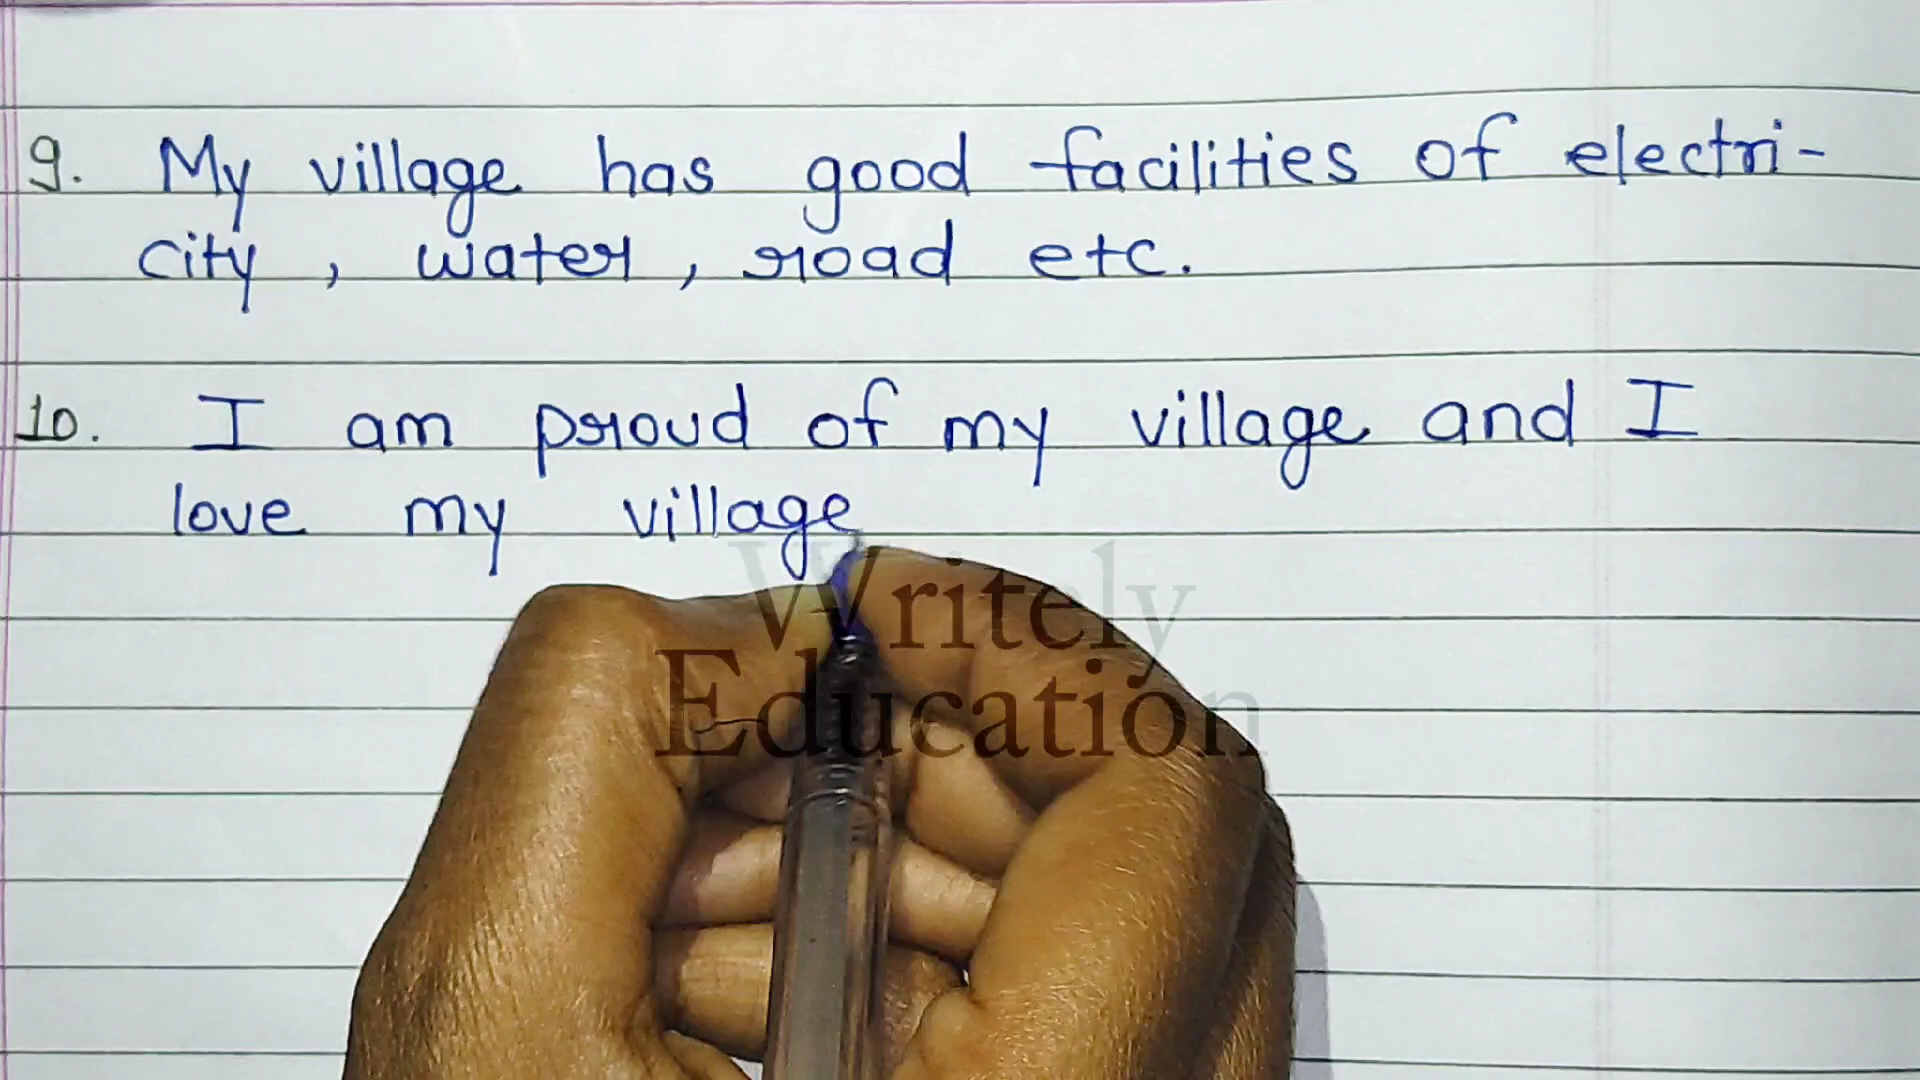 9. My village has good facilities of electri-
city, water, road etc.
10. I am proud of my village and I
love my village
Writely
Education